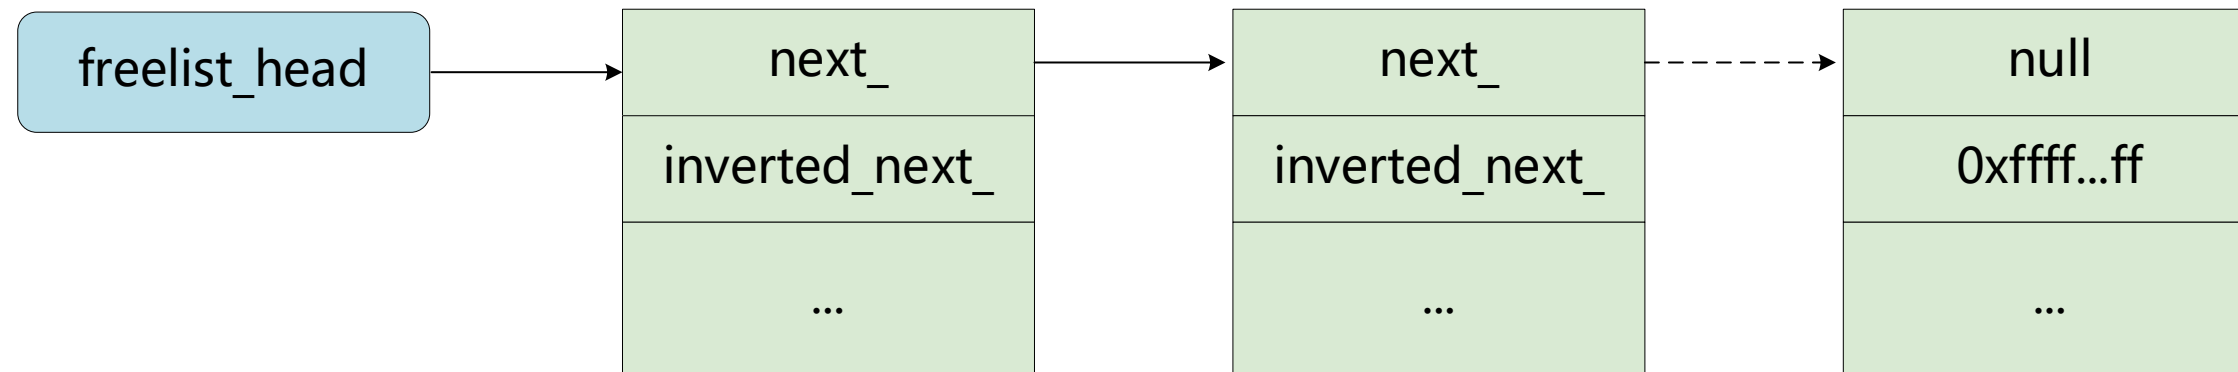 freelist_head
next_
next_
null
inverted_next_
inverted_next_
0xffff...ff
...
...
...